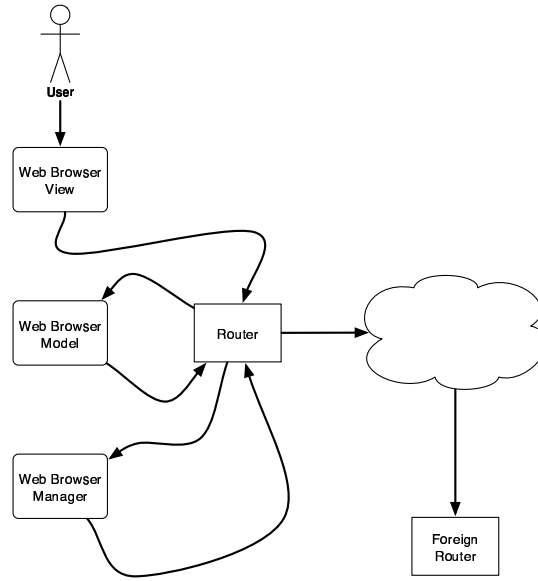 User
Web Browser
View
Web Browser
Model
Router
Web Browser
Manager
Foreign
Router